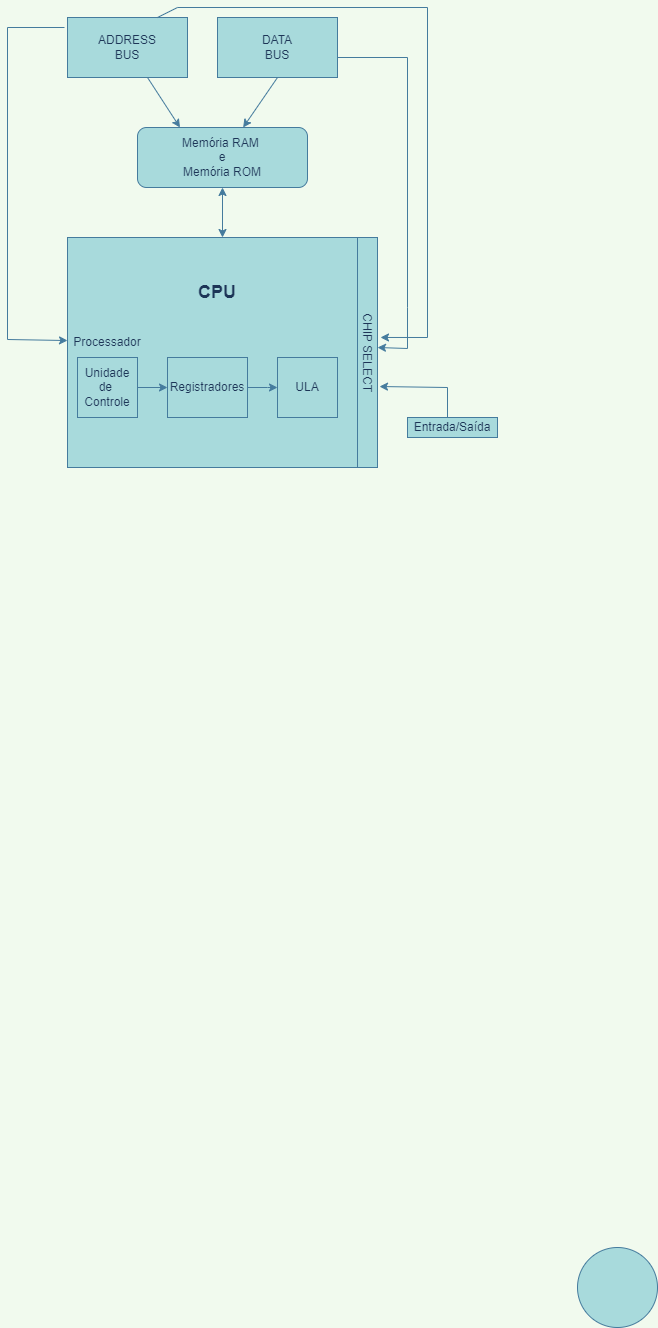 ADDRESS
BUS
DATA
BUS
Memória RAM
e
Memória ROM
CPU
CHIP SELECT
Processador
Unidade
de
Controle
Registradores
ULA
Entrada/Saída